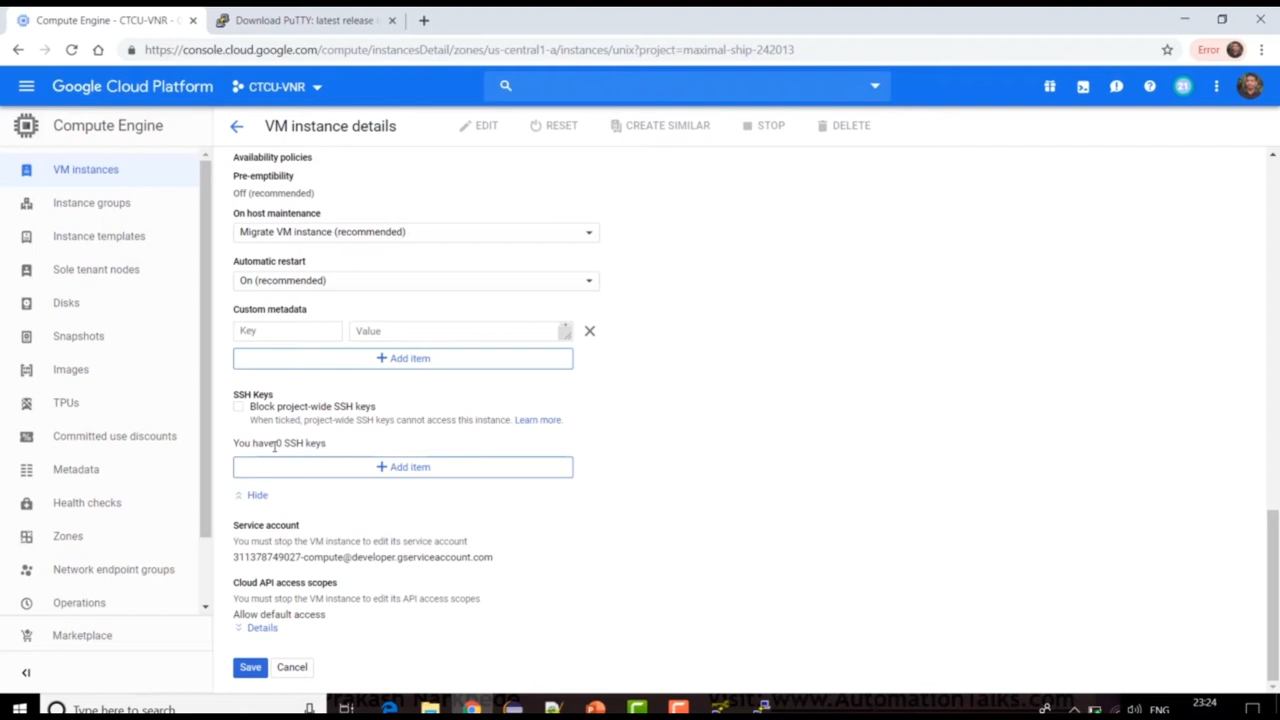 Compute Engine - CTCU-VNR - C
Download PuTTY: latest release
https://console.cloud.google.com/compute/instancesDetail/zones/us-central1-a/instances/unix?project=maximal-ship-242013
Error
Google Cloud Platform
CTCU-VNR
21
Compute Engine
VM instance details
EDIT
RESET
CREATE SIMILAR
STOP
DELETE
VM instances
Instance groups
Instance templates
Sole tenant nodes
Disks
Snapshots
Images
TPUs
Committed use discounts
Metadata
Health checks
Zones
Network endpoint groups
Operations
Marketplace
Availability policies
Pre-emptibility
Off (recommended)
On host maintenance
Migrate VM instance (recommended)
Automatic restart
On (recommended)
Custom metadata
Key
Value
+ Add item
SSH Keys
Block project-wide SSH keys
When ticked, project-wide SSH keys cannot access this instance. Learn more.
You have 0 SSH keys
+ Add item
Hide
Service account
You must stop the VM instance to edit its service account
311378749027-compute@developer.gserviceaccount.com
Cloud API access scopes
You must stop the VM instance to edit its API access scopes
Allow default access
Details
Save
Cancel
Type here to search
www.AutomationTalks.com
ENG
23:24